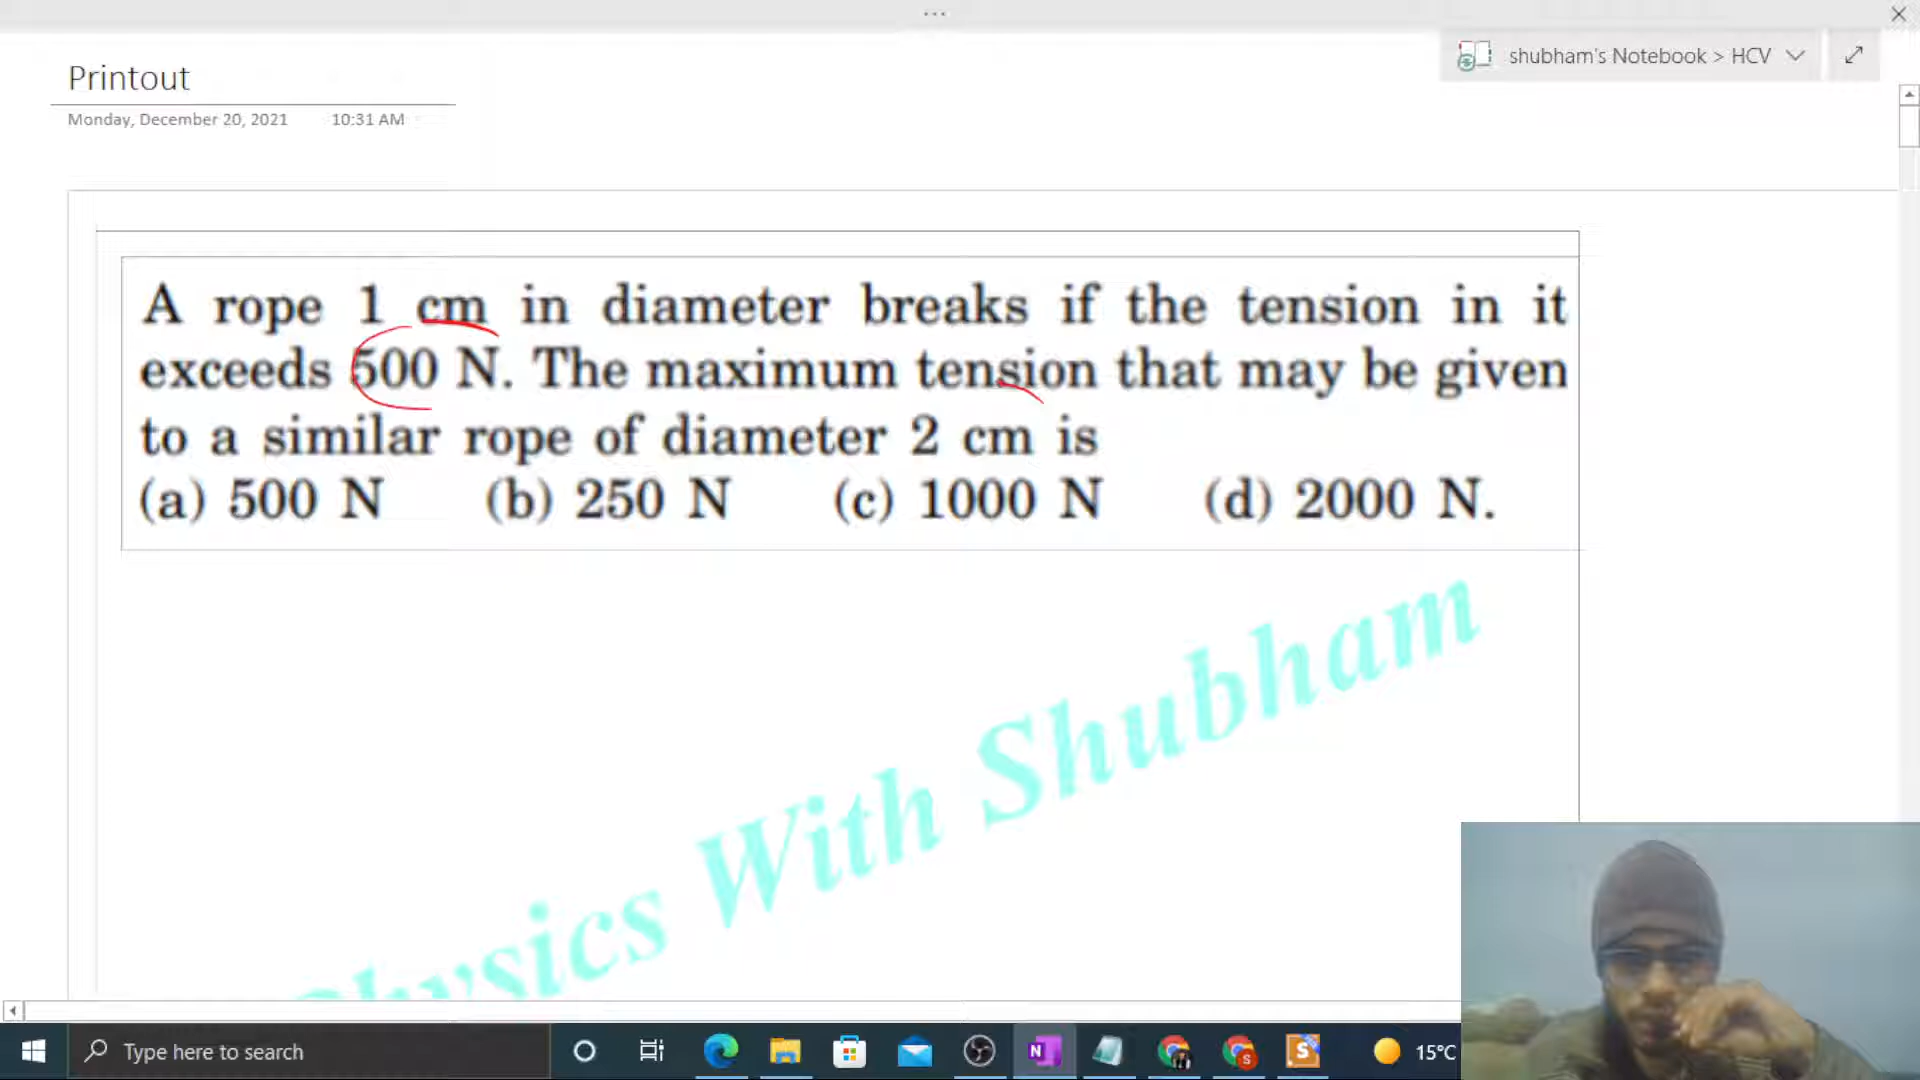 shubham's Notebook > HCV
Printout
Monday, December 20, 2021 10:31 AM
A rope 1 cm in diameter breaks if the tension in it
exceeds 500 N. The maximum tension that may be given
to a similar rope of diameter 2 cm is
(a) 500 N (b) 250 N (c) 1000 N (d) 2000 N.
Physics With Shubham
Type here to search
15°C